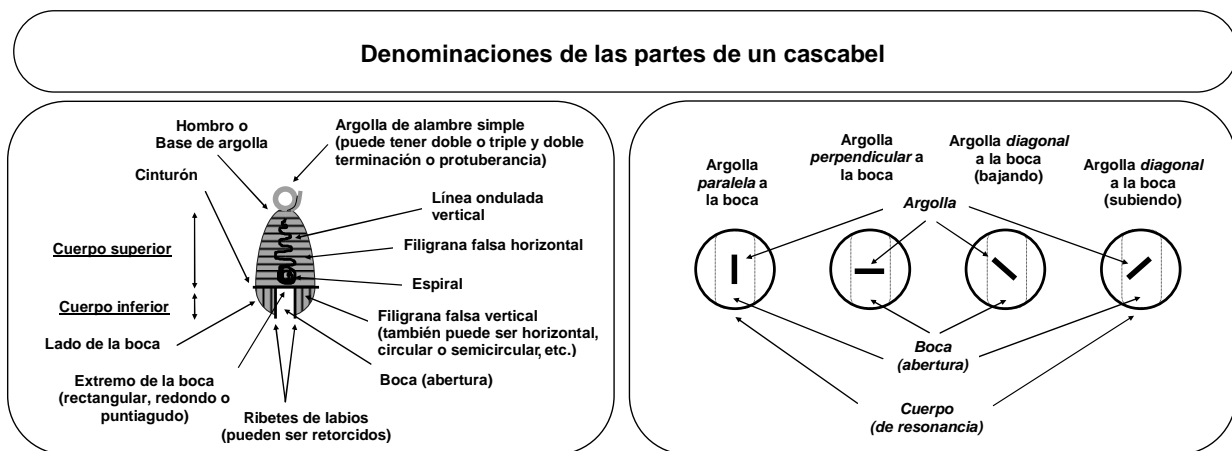 Denominaciones de las partes de un cascabel
Hombro o
Base de argolla
Argolla de alambre simple
(puede tener doble o triple y doble
terminación o protuberancia)
Cinturón
Línea ondulada
vertical
Cuerpo superior
Filigrana falsa horizontal
Espiral
Cuerpo inferior
Filigrana falsa vertical
(también puede ser horizontal,
circular o semicircular, etc.)
Lado de la boca
Boca (abertura)
Extremo de la boca
(rectangular, redondo o
puntiagudo)
Ribetes de labios
(pueden ser retorcidos)
Argolla
paralela a
la boca
Argolla
perpendicular a
la boca
Argolla diagonal
a la boca
(bajando)
Argolla diagonal
a la boca
(subiendo)
Argolla
Boca
(abertura)
Cuerpo
(de resonancia)